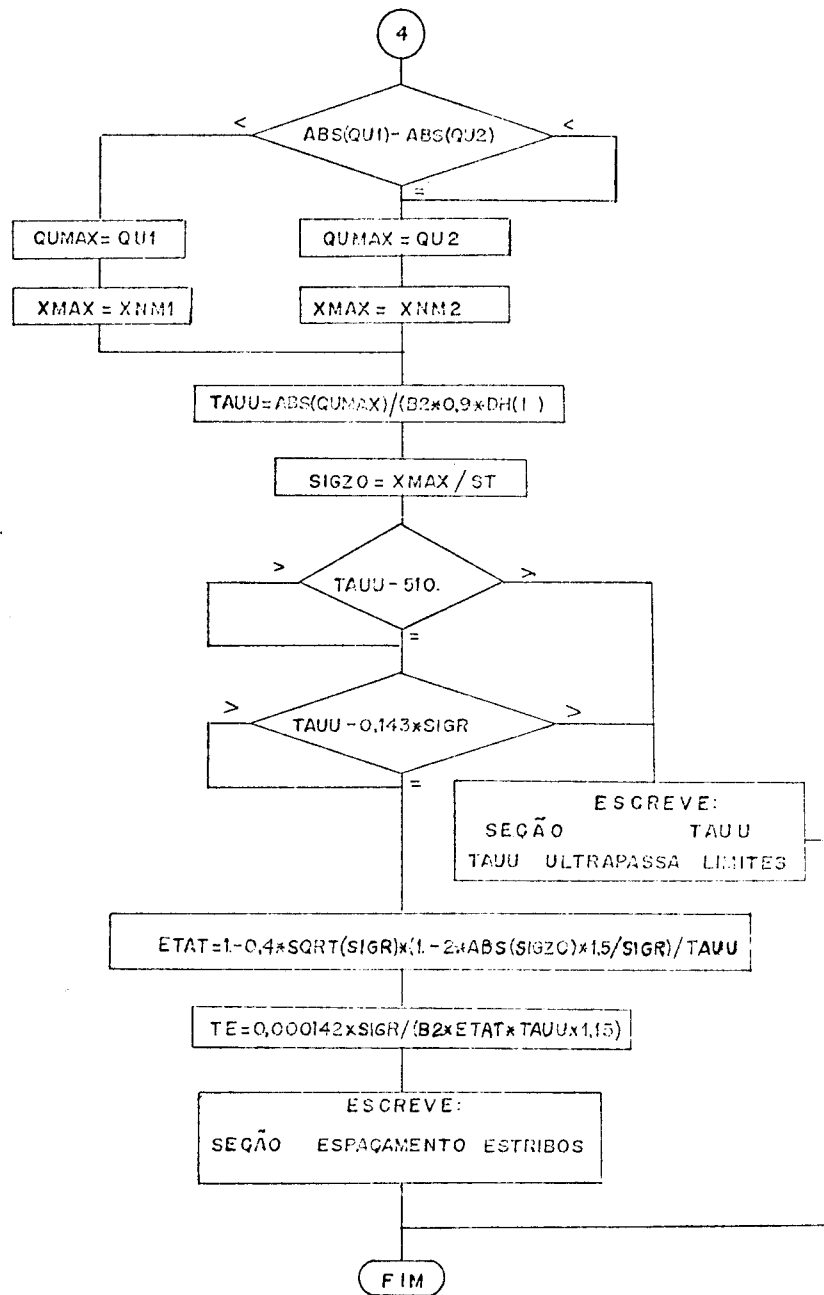 4
< ABS(QU1)-ABS(QU2) <
=
QUMAX=QU1 QUMAX=QU2
XMAX=XNM1 XMAX=XNM2
TAUU=ABS(QUMAX)/(B2*0,9*DH(1)
SIGZO=XMAX/ST
> TAUU-510. >
=
> TAUU-0,143*SIGR >
=
ESCREVE:
SEÇÃO TAUU
TAUU ULTRAPASSA LIMITES
ETAT=1.-0,4*SQRT(SIGR)*(1.-2.*ABS(SIGZO)*1,5/SIGR)/TAUU
TE=0,000142*SIGR/(B2*ETAT*TAUU*1,15)
ESCREVE:
SEÇÃO ESPAÇAMENTO ESTRIBOS
FIM